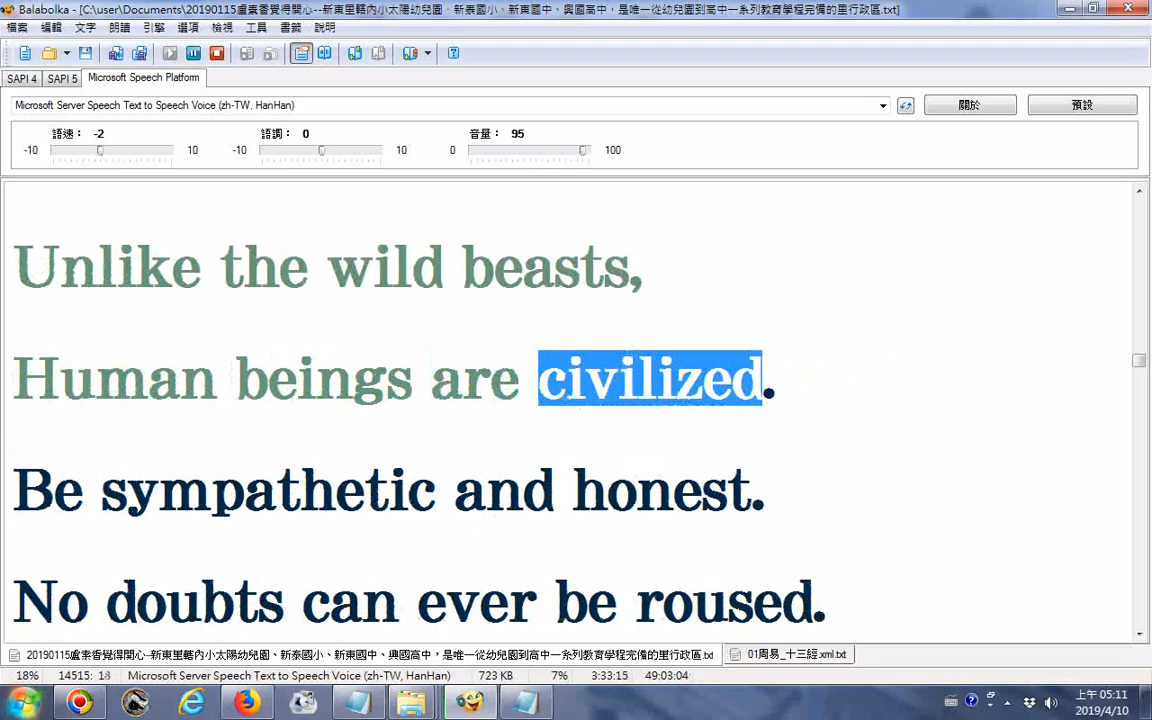 Balabolka - [C:\user\Documents\20190115盧素香覺得開心--新東里轄內小太陽幼兒園、新泰國小、新東國中、興國高中，是唯一從幼兒園到高中一系列教育學程完備的里行政區.txt]
檔案 編輯 文字 朗讀 引擎 選項 檢視 工具 書籤 說明
SAPI 4 SAPI 5 Microsoft Speech Platform
Microsoft Server Speech Text to Speech Voice (zh-TW, HanHan) 關於 預設
語速： -2 語調： 0 音量： 95
-10 10 -10 10 0 100
Unlike the wild beasts,
Human beings are civilized.
Be sympathetic and honest.
No doubts can ever be roused.
20190115盧素香覺得開心--新東里轄內小太陽幼兒園、新泰國小、新東國中、興國高中，是唯一從幼兒園到高中一系列教育學程完備的里行政區.txt 01周易_十三經.xml.txt
18% 14515: 18 Microsoft Server Speech Text to Speech Voice (zh-TW, HanHan) 723 KB 7% 3:33:15 49:03:04
上午 05:11
2019/4/10